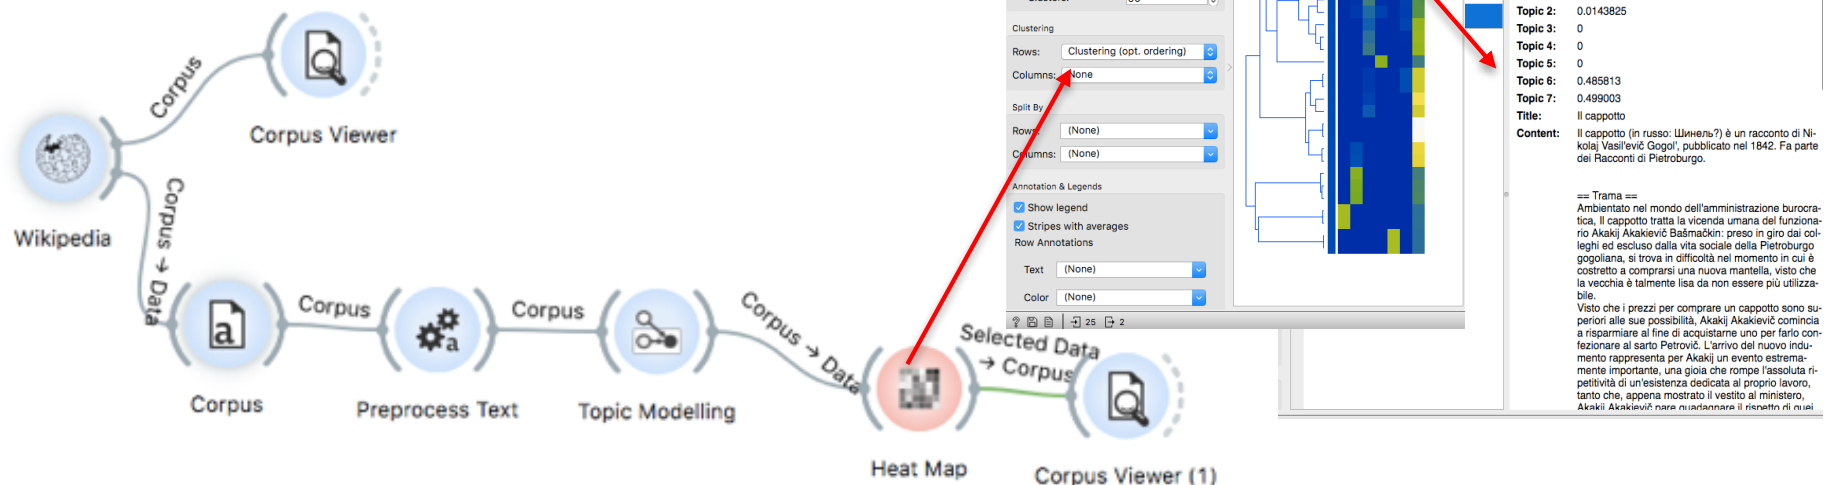 Corpus
Corpus Viewer
Wikipedia
Corpus → Data
Corpus
Corpus
Preprocess Text
Corpus
Topic Modelling
Corpus → Data
Heat Map
Selected Data
→ Corpus
Corpus Viewer (1)
Clustering
Rows: Clustering (opt. ordering)
Columns: None
Split By
Rows: (None)
Columns: (None)
Annotation & Legends
Show legend
Stripes with averages
Row Annotations
Text (None)
Color (None)
25 2
Topic 2: 0.0143825
Topic 3: 0
Topic 4: 0
Topic 5: 0
Topic 6: 0.485813
Topic 7: 0.499003
Title: Il cappotto
Content: Il cappotto (in russo: Шинель?) è un racconto di Ni-
kolaj Vasil'evič Gogol', pubblicato nel 1842. Fa parte
dei Racconti di Pietroburgo.
== Trama ==
Ambientato nel mondo dell'amministrazione burocra-
tica, Il cappotto tratta la vicenda umana del funziona-
rio Akakij Akakievič Bašmačkin: preso in giro dai col-
leghi ed escluso dalla vita sociale della Pietroburgo
gogoliana, si trova in difficoltà nel momento in cui è
costretto a comprarsi una nuova mantella, visto che
la vecchia è talmente lisa da non essere più utilizza-
bile.
Visto che i prezzi per comprare un cappotto sono su-
periori alle sue possibilità, Akakij Akakievič comincia
a risparmiare al fine di acquistarne uno per farlo con-
fezionare al sarto Petrovič. L'arrivo del nuovo indu-
mento rappresenta per Akakij un evento estrema-
mente importante, una gioia che rompe l'assoluta ri-
petitività di un'esistenza dedicata al proprio lavoro,
tanto che, appena mostrato il vestito al ministero,
Akakij Akakievič pare guadagnare il rispetto di quei